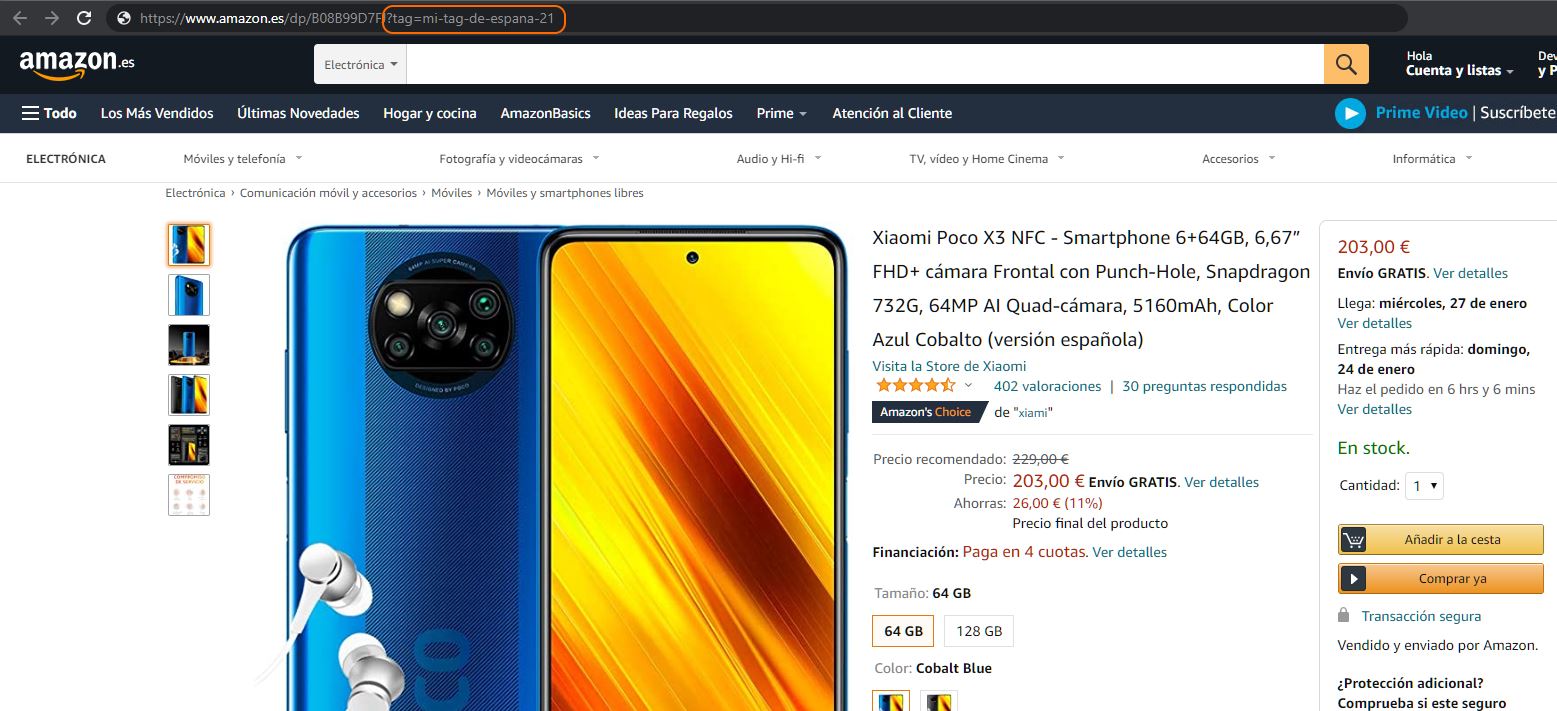 https://www.amazon.es/dp/B08B99D7F?tag=mi-tag-de-espana-21
amazon.es
Electrónica
Hola
Cuenta y listas
Dev
y P
Todo
Los Más Vendidos
Últimas Novedades
Hogar y cocina
AmazonBasics
Ideas Para Regalos
Prime
Atención al Cliente
Prime Video | Suscríbete
ELECTRÓNICA
Móviles y telefonía
Fotografía y videocámaras
Audio y Hi-fi
TV, vídeo y Home Cinema
Accesorios
Informática
Electrónica › Comunicación móvil y accesorios › Móviles › Móviles y smartphones libres
COMPROMISO
DE SERVICIO
64MP AI SUPER CAMERA
DESIGNED BY POCO
Xiaomi Poco X3 NFC - Smartphone 6+64GB, 6,67”
FHD+ cámara Frontal con Punch-Hole, Snapdragon
732G, 64MP AI Quad-cámara, 5160mAh, Color
Azul Cobalto (versión española)
Visita la Store de Xiaomi
402 valoraciones | 30 preguntas respondidas
Amazon's Choice de "xiami"
Precio recomendado: 229,00 €
Precio: 203,00 € Envío GRATIS. Ver detalles
Ahorras: 26,00 € (11%)
Precio final del producto
Financiación: Paga en 4 cuotas. Ver detalles
Tamaño: 64 GB
64 GB
128 GB
Color: Cobalt Blue
203,00 €
Envío GRATIS. Ver detalles
Llega: miércoles, 27 de enero
Ver detalles
Entrega más rápida: domingo,
24 de enero
Haz el pedido en 6 hrs y 6 mins
Ver detalles
En stock.
Cantidad: 1
Añadir a la cesta
Comprar ya
Transacción segura
Vendido y enviado por Amazon.
¿Protección adicional?
Comprueba si este seguro